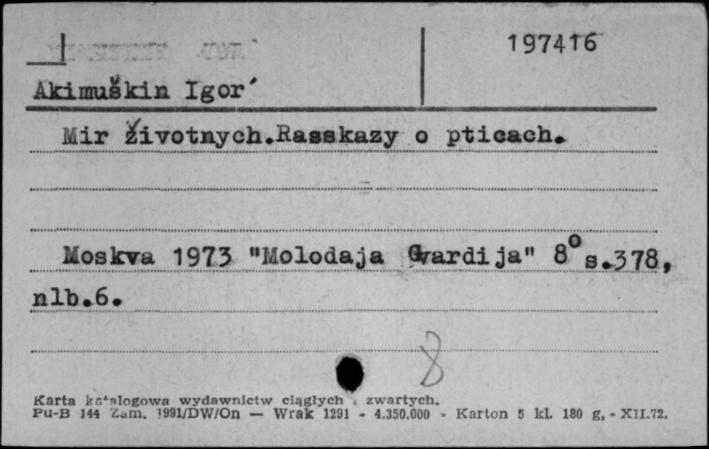 197416
Akimuškin Igor´
Mir životnych.Rasskazy o pticach.
Moskva 1973 "Molodaja Gvardija" 8° s.378,
nlb.6.
8
Karta katalogowa wydawnictw ciągłych i zwartych.
Pu-B 144 Zam. 1991/DW/On — Wrak 1291 - 4.350.000 - Karton 5 kl. 180 g, - XII.72.